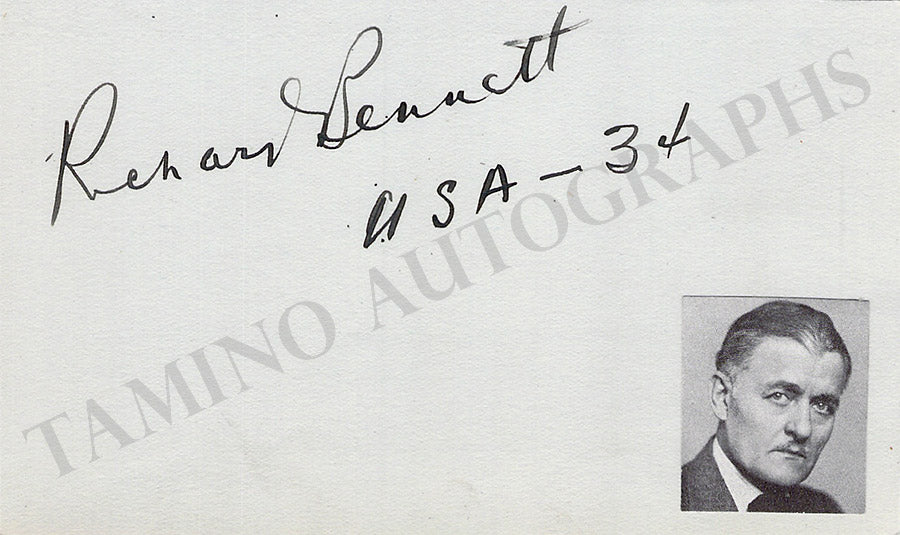 Richard Bennett
USA - 34
TAMINO AUTOGRAPHS